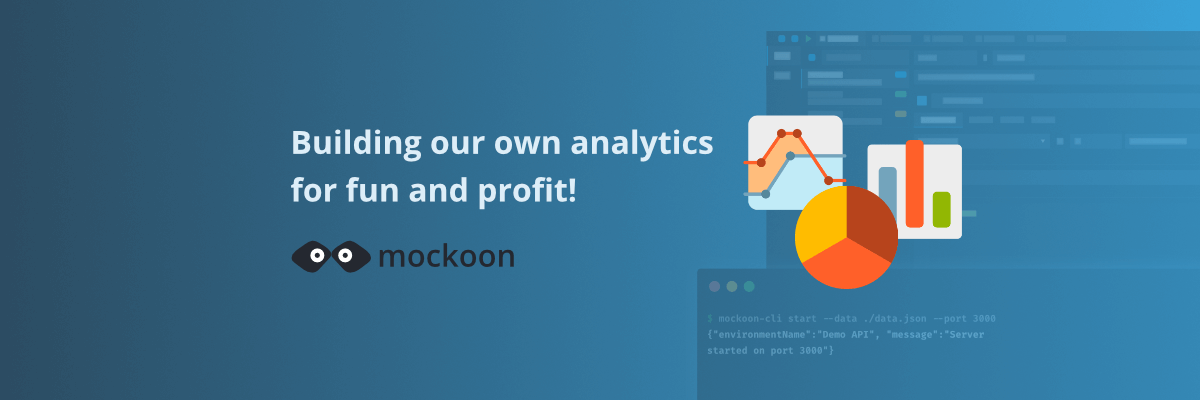 Building our own analytics
for fun and profit!
mockoon
$ mockoon-cli start --data ./data.json --port 3000
{"environmentName":"Demo API", "message":"Server
started on port 3000"}